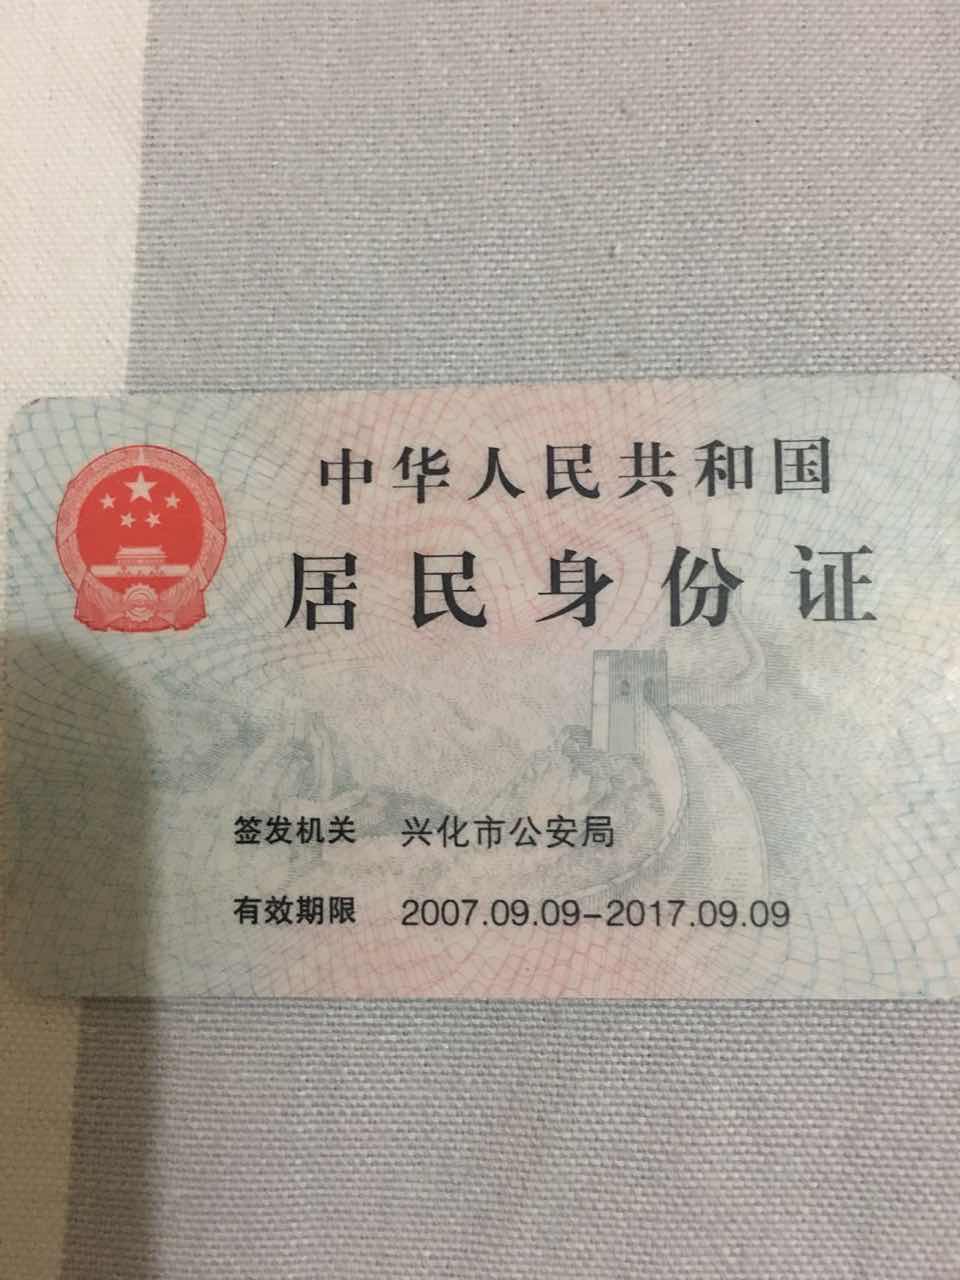 中华人民共和国
居民身份证
签发机关 兴化市公安局
有效期限 2007.09.09-2017.09.09